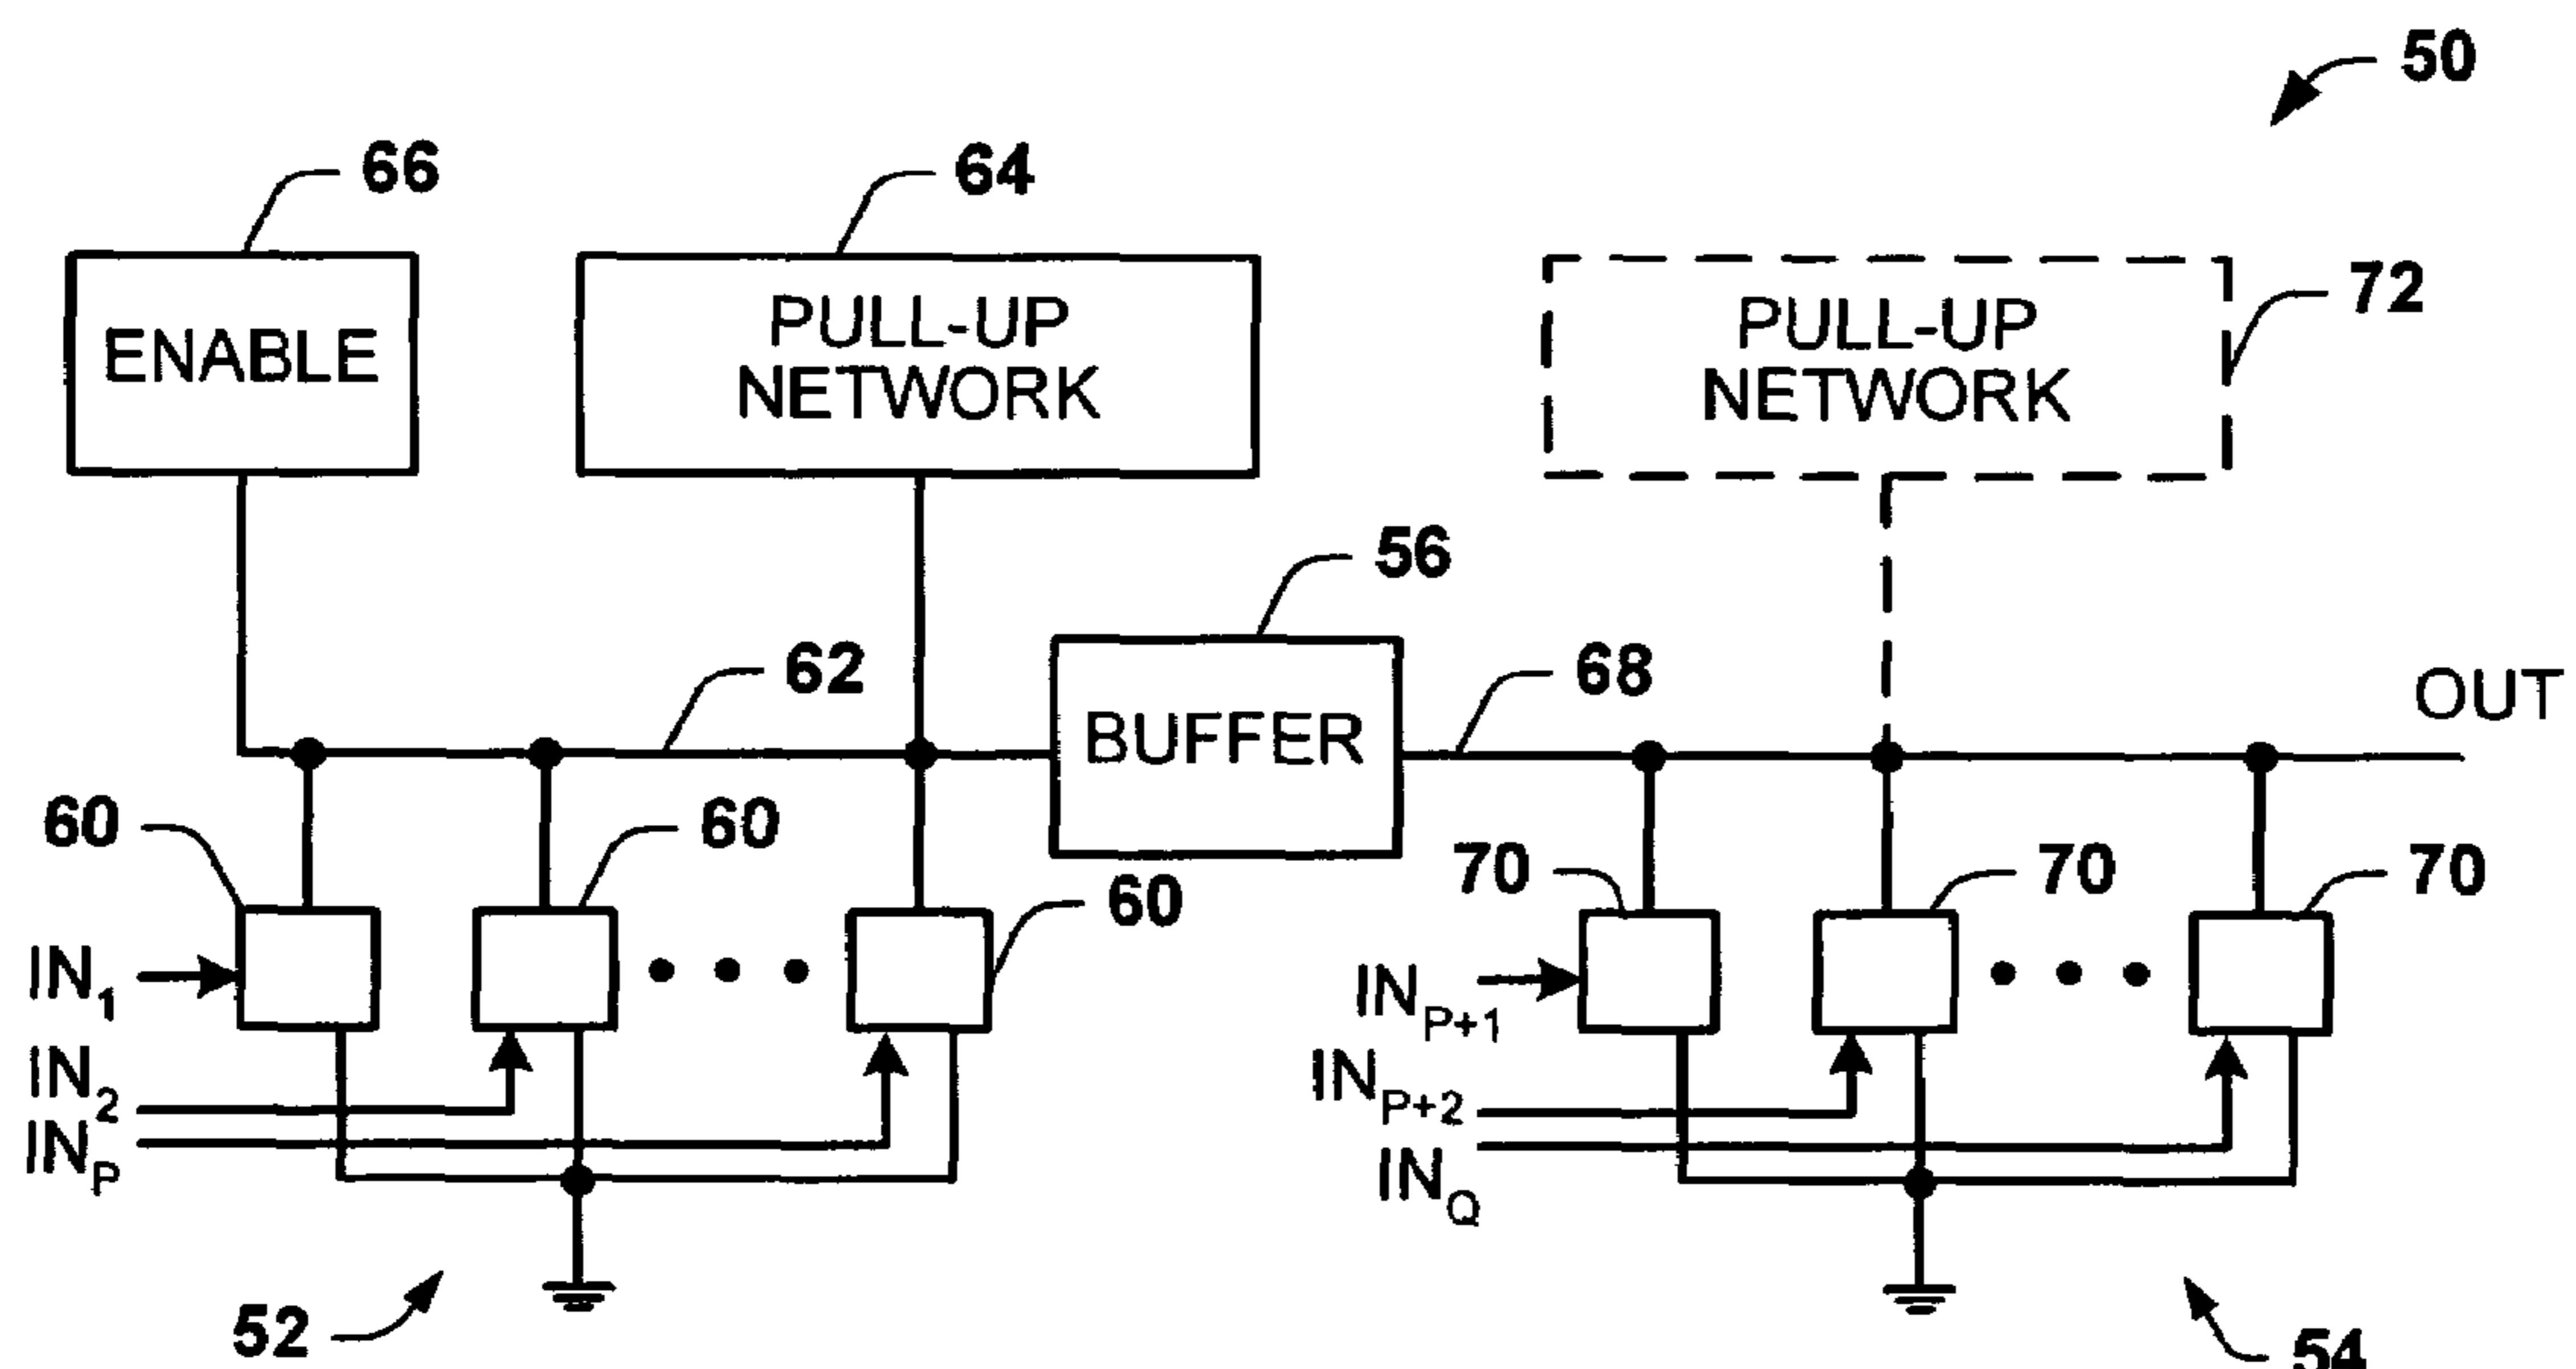 50
66
64
72
ENABLE
PULL-UP
NETWORK
PULL-UP
NETWORK
56
62
68
OUT
BUFFER
60
60
60
70
70
70
IN1
IN2
INP
INP+1
INP+2
INQ
52
54